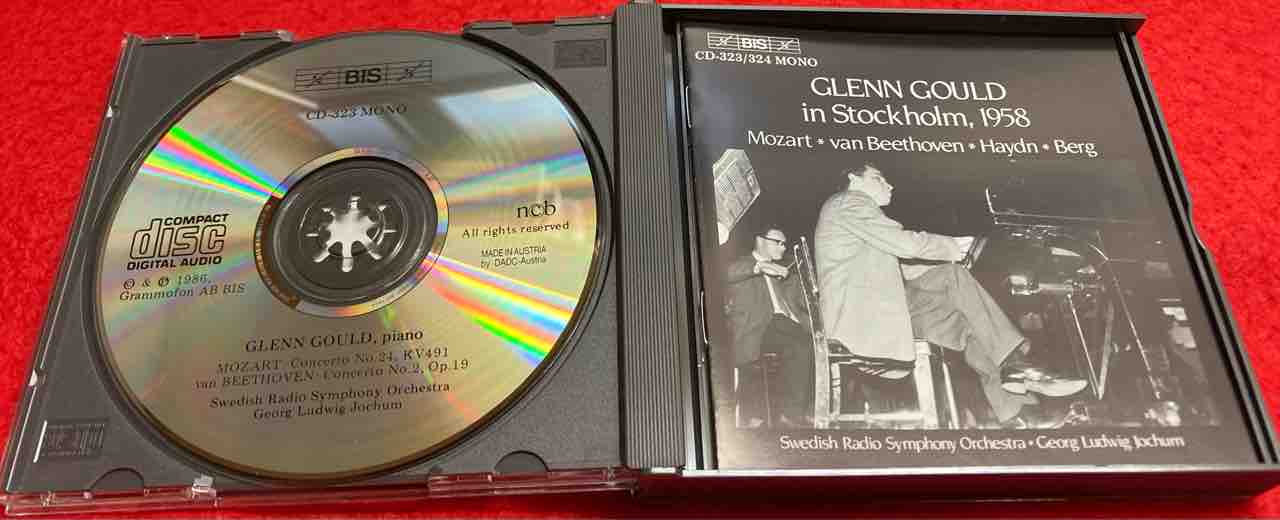 BIS
CD-323 MONO
COMPACT
disc
DIGITAL AUDIO
© & ℗ 1986,
Grammofon AB BIS
ncb
All rights reserved
MADE IN AUSTRIA
by DADC-Austria
GLENN GOULD, piano
MOZART-Concerto No.24, KV491
van BEETHOVEN-Concerto No.2, Op.19
Swedish Radio Symphony Orchestra
Georg Ludwig Jochum
BIS
CD-323/324 MONO
GLENN GOULD
in Stockholm, 1958
Mozart * van Beethoven * Haydn * Berg
Swedish Radio Symphony Orchestra • Georg Ludwig Jochum